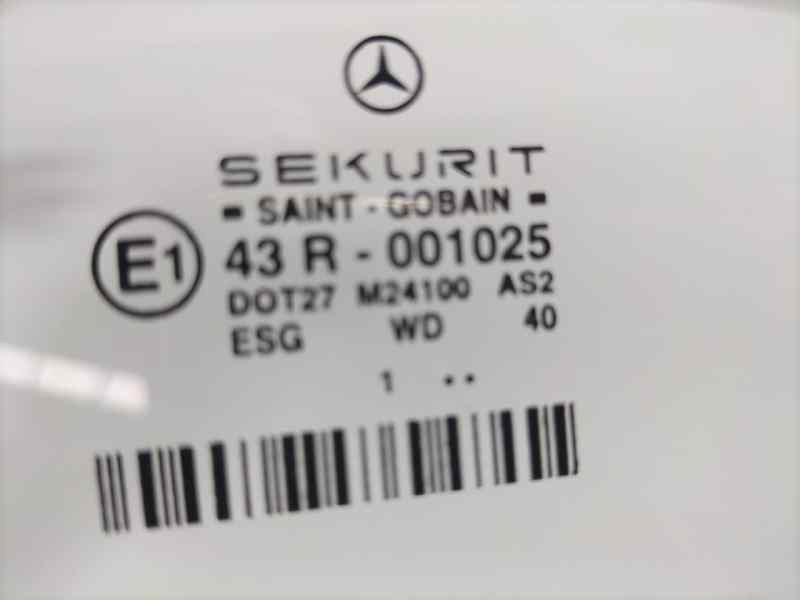 SEKURIT
- SAINT - GOBAIN -
E1
43 R - 001025
DOT27 M24100 AS2
ESG WD 40
1 ..